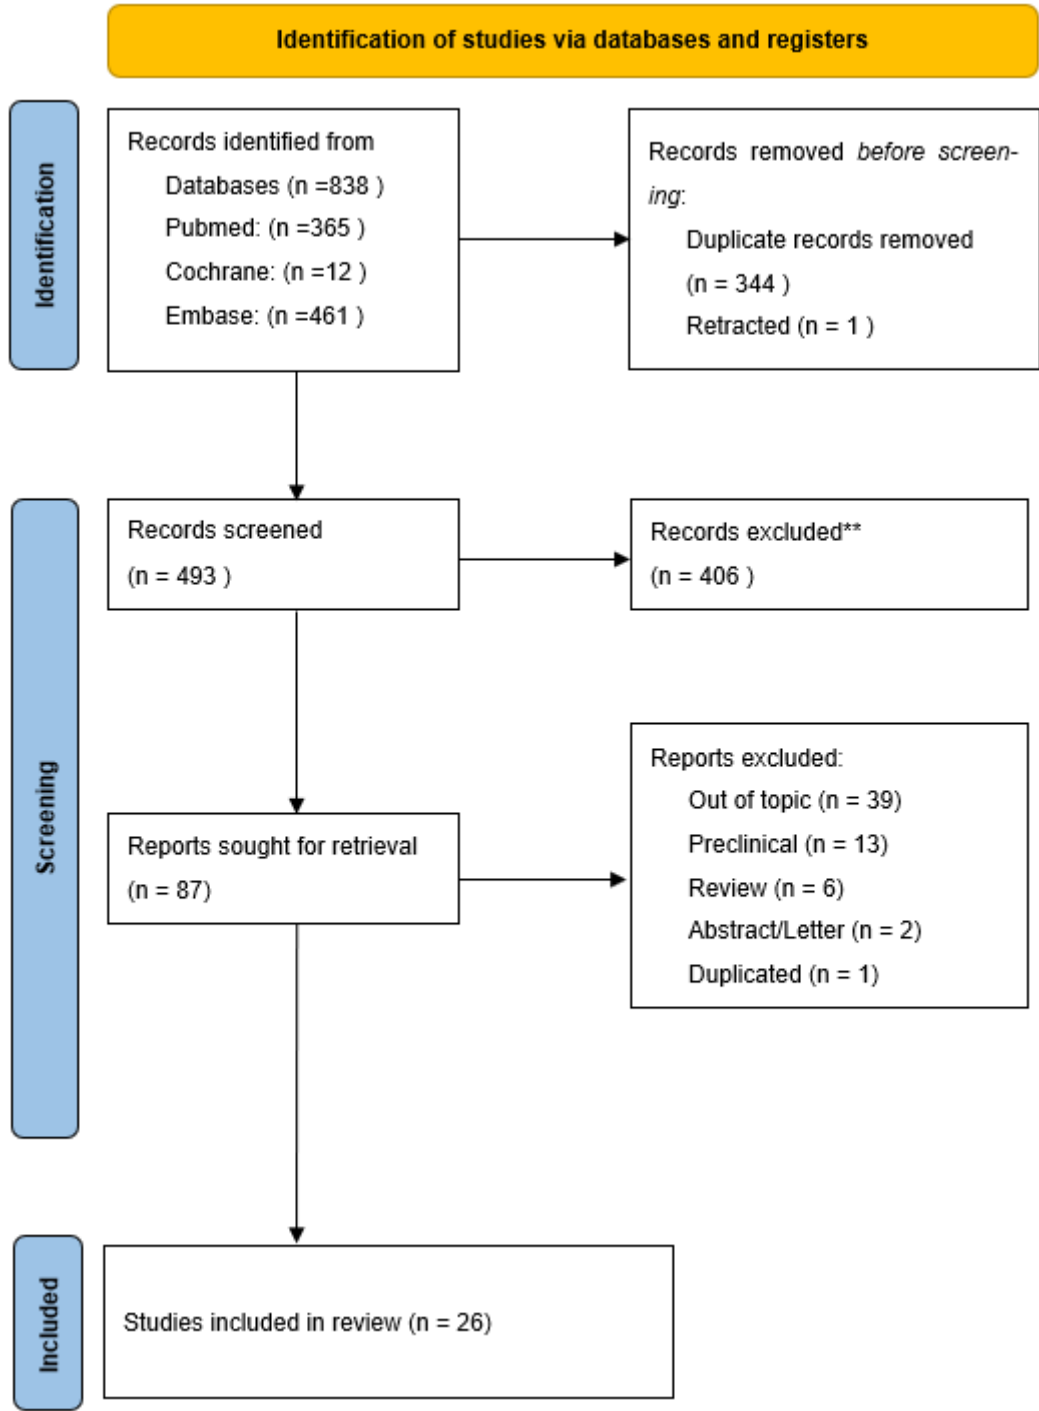 Identification of studies via databases and registers
Identification
Records identified from
Databases (n =838 )
Pubmed: (n =365 )
Cochrane: (n =12 )
Embase: (n =461 )
Records removed before screen-
ing:
Duplicate records removed
(n = 344 )
Retracted (n = 1 )
Screening
Records screened
(n = 493 )
Records excluded**
(n = 406 )
Reports sought for retrieval
(n = 87)
Reports excluded:
Out of topic (n = 39)
Preclinical (n = 13)
Review (n = 6)
Abstract/Letter (n = 2)
Duplicated (n = 1)
Included
Studies included in review (n = 26)